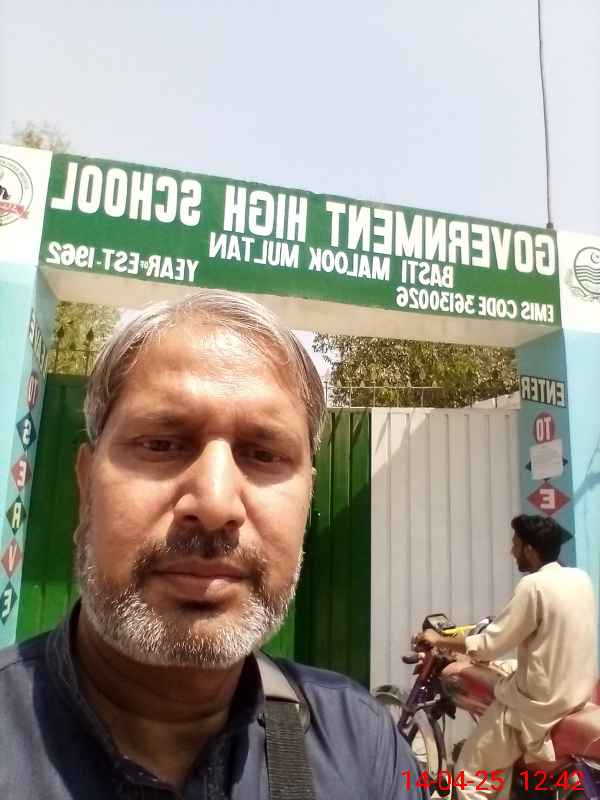 GOVERNMENT HIGH SCHOOL
BASTI MALOOK MULTAN
EMIS CODE 36130026
YEAR OF EST-1962
ENTER
TO
E
TO
S
E
R
V
E
14-04-25 12:42